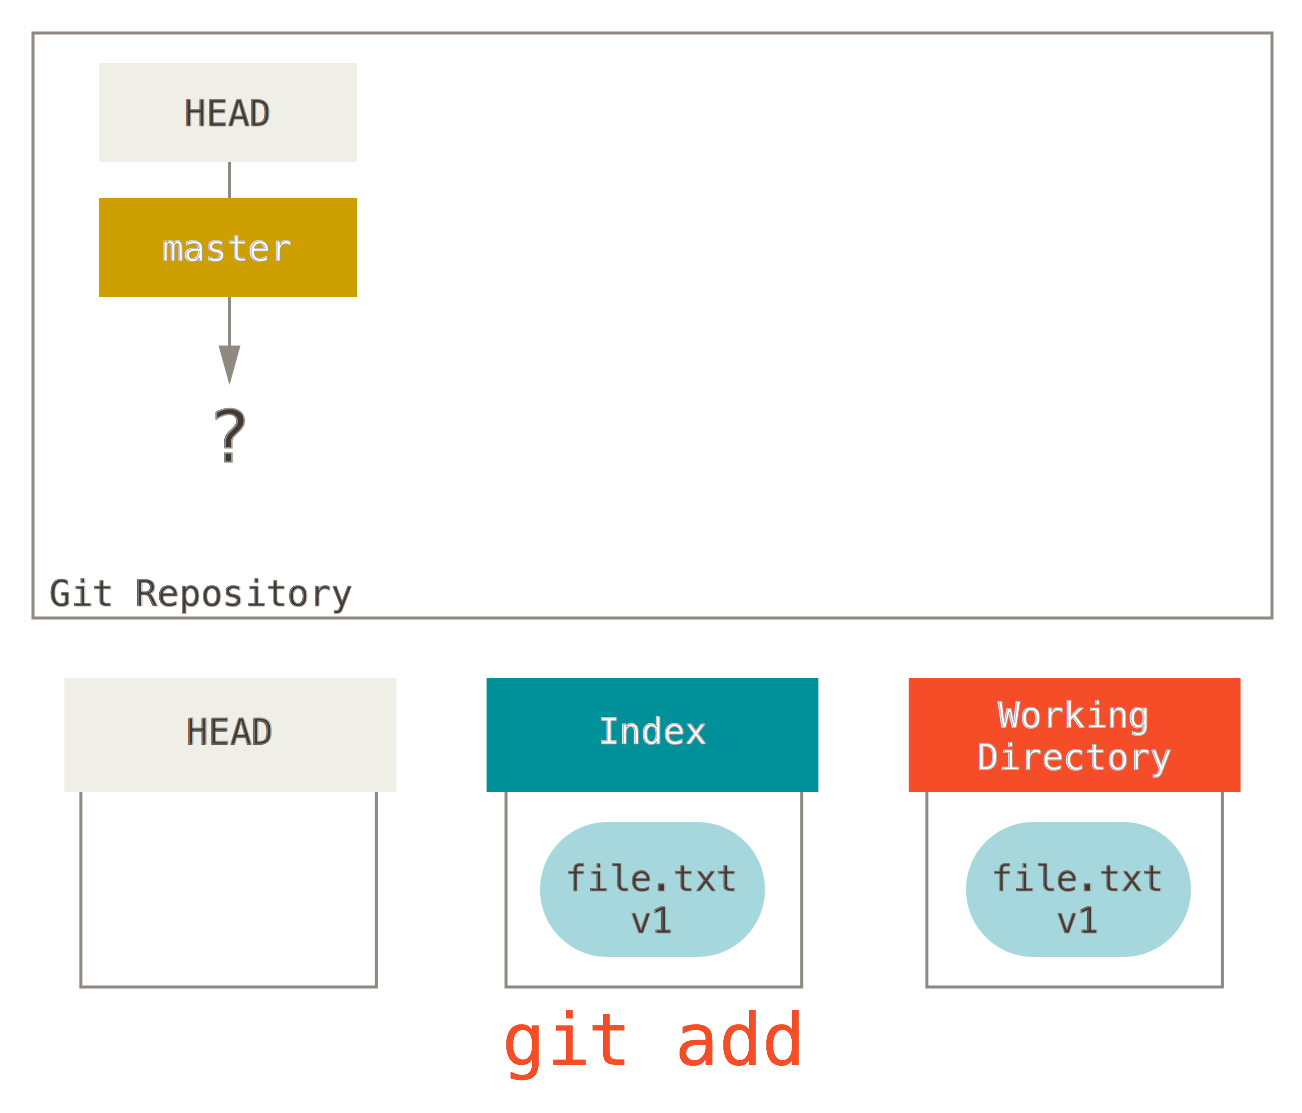 HEAD
master
?
Git Repository
HEAD
Index
Working
Directory
file.txt
v1
file.txt
v1
git add